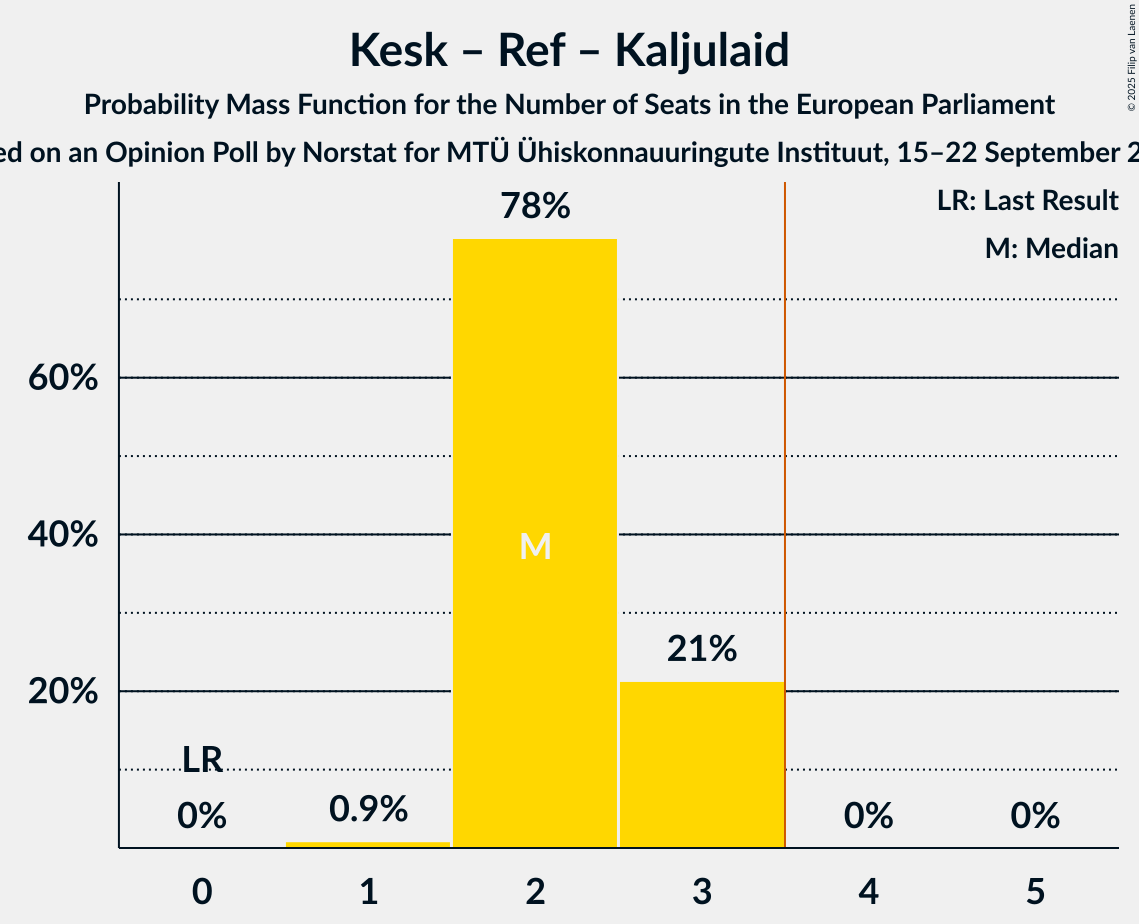 Kesk – Ref – Kaljulaid
Probability Mass Function for the Number of Seats in the European Parliament
on an Opinion Poll by Norstat for MTÜ Ühiskonnauuringute Instituut, 15–22 September
© 2025 Filip van Laenen
LR: Last Result
M: Median
78%
60%
40%
M
21%
20%
LR
0%
0.9%
0%
0%
0 1 2 3 4 5